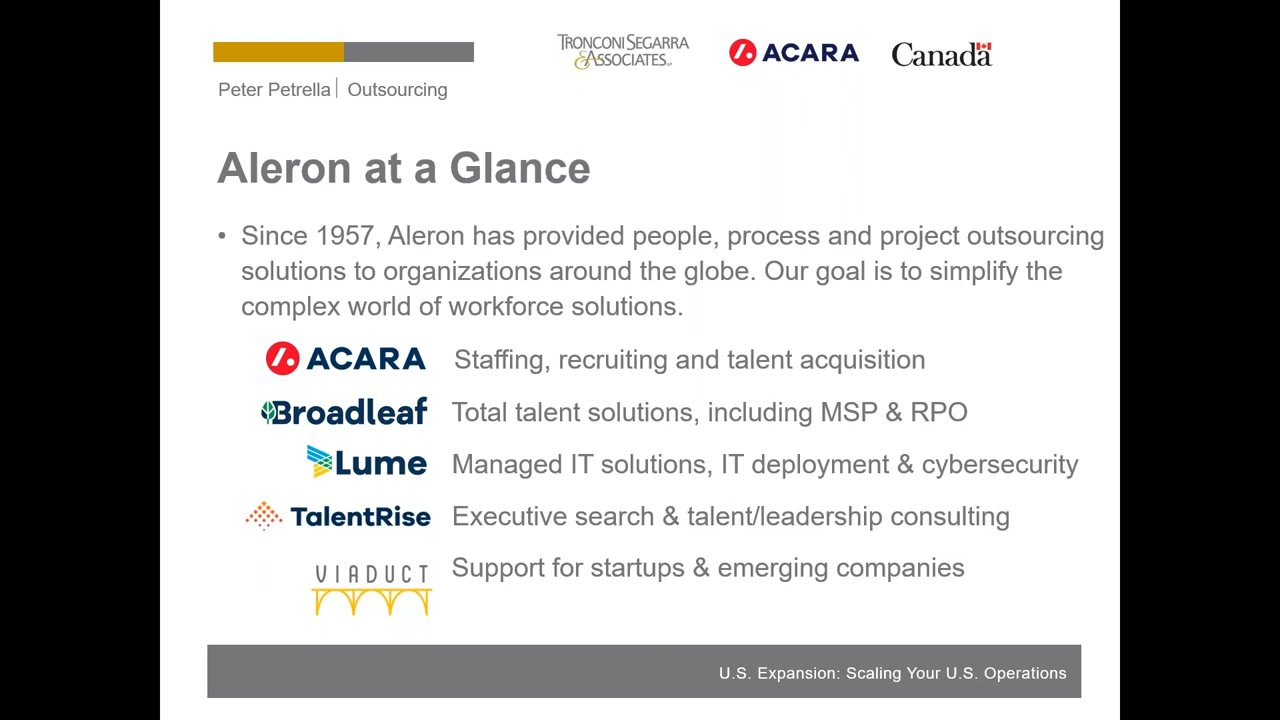 TRONCONI SEGARRA
& ASSOCIATES LLP
ACARA
Canada
Peter Petrella | Outsourcing
Aleron at a Glance
• Since 1957, Aleron has provided people, process and project outsourcing
solutions to organizations around the globe. Our goal is to simplify the
complex world of workforce solutions.
ACARA Staffing, recruiting and talent acquisition
Broadleaf Total talent solutions, including MSP & RPO
Lume Managed IT solutions, IT deployment & cybersecurity
TalentRise Executive search & talent/leadership consulting
VIADUCT Support for startups & emerging companies
U.S. Expansion: Scaling Your U.S. Operations